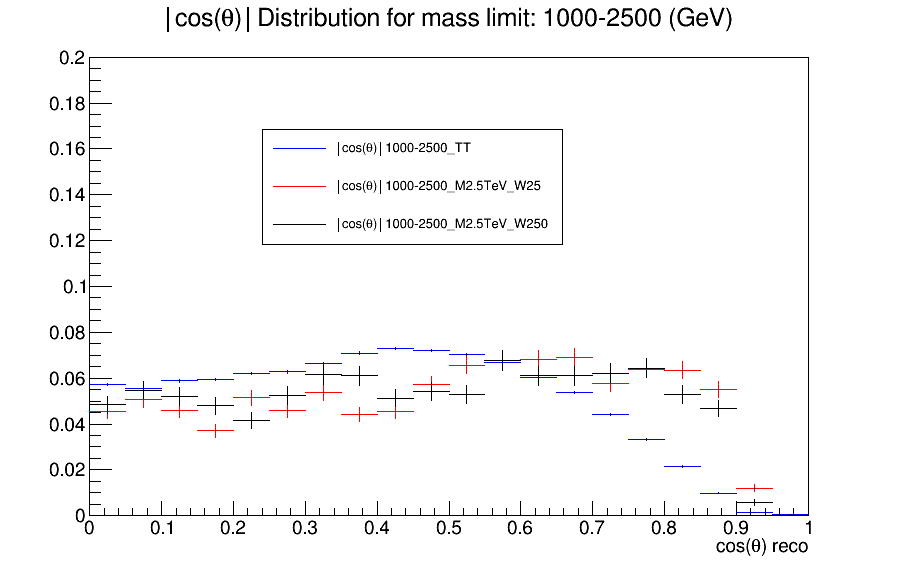 |cos(θ)| Distribution for mass limit: 1000-2500 (GeV)
0.2
0.18
0.16
0.14
0.12
0.1
0.08
0.06
0.04
0.02
0
|cos(θ)| 1000-2500_TT
|cos(θ)| 1000-2500_M2.5TeV_W25
|cos(θ)| 1000-2500_M2.5TeV_W250
0 0.1 0.2 0.3 0.4 0.5 0.6 0.7 0.8 0.9 1
cos(θ) reco